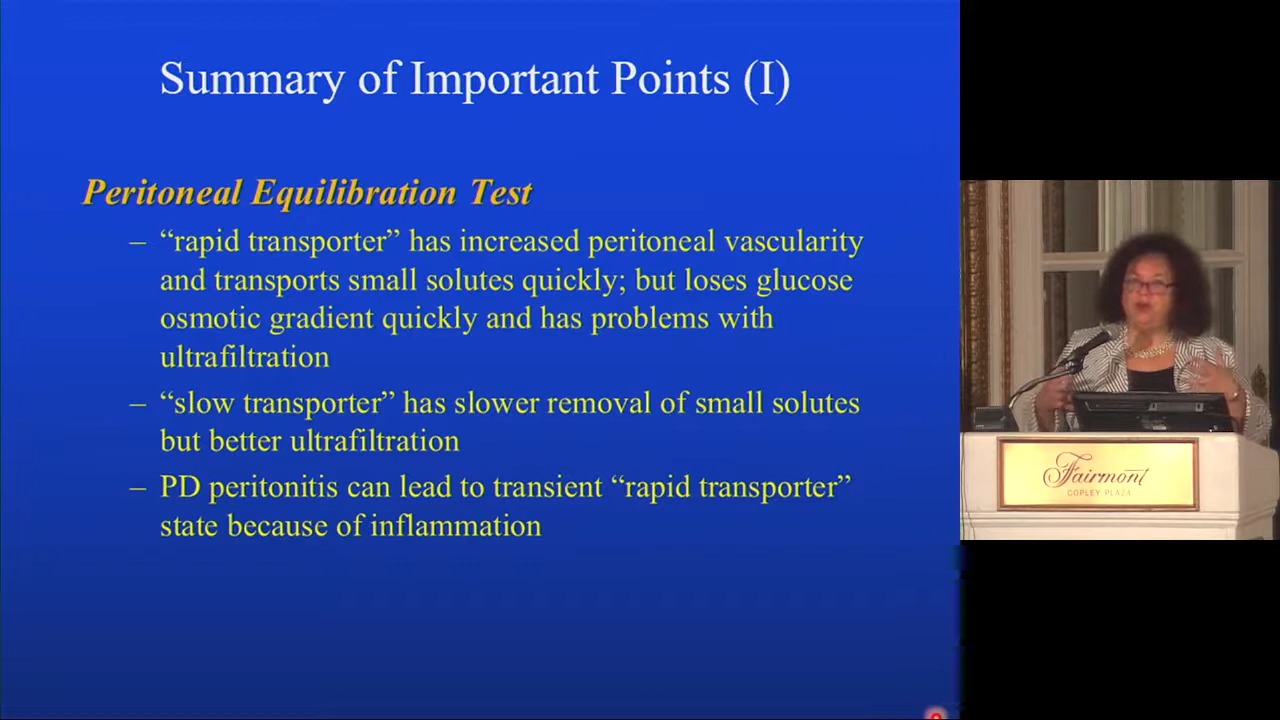 Summary of Important Points (I)
Peritoneal Equilibration Test
– “rapid transporter” has increased peritoneal vascularity
and transports small solutes quickly; but loses glucose
osmotic gradient quickly and has problems with
ultrafiltration
– “slow transporter” has slower removal of small solutes
but better ultrafiltration
– PD peritonitis can lead to transient “rapid transporter”
state because of inflammation
Fairmont
COPLEY PLAZA